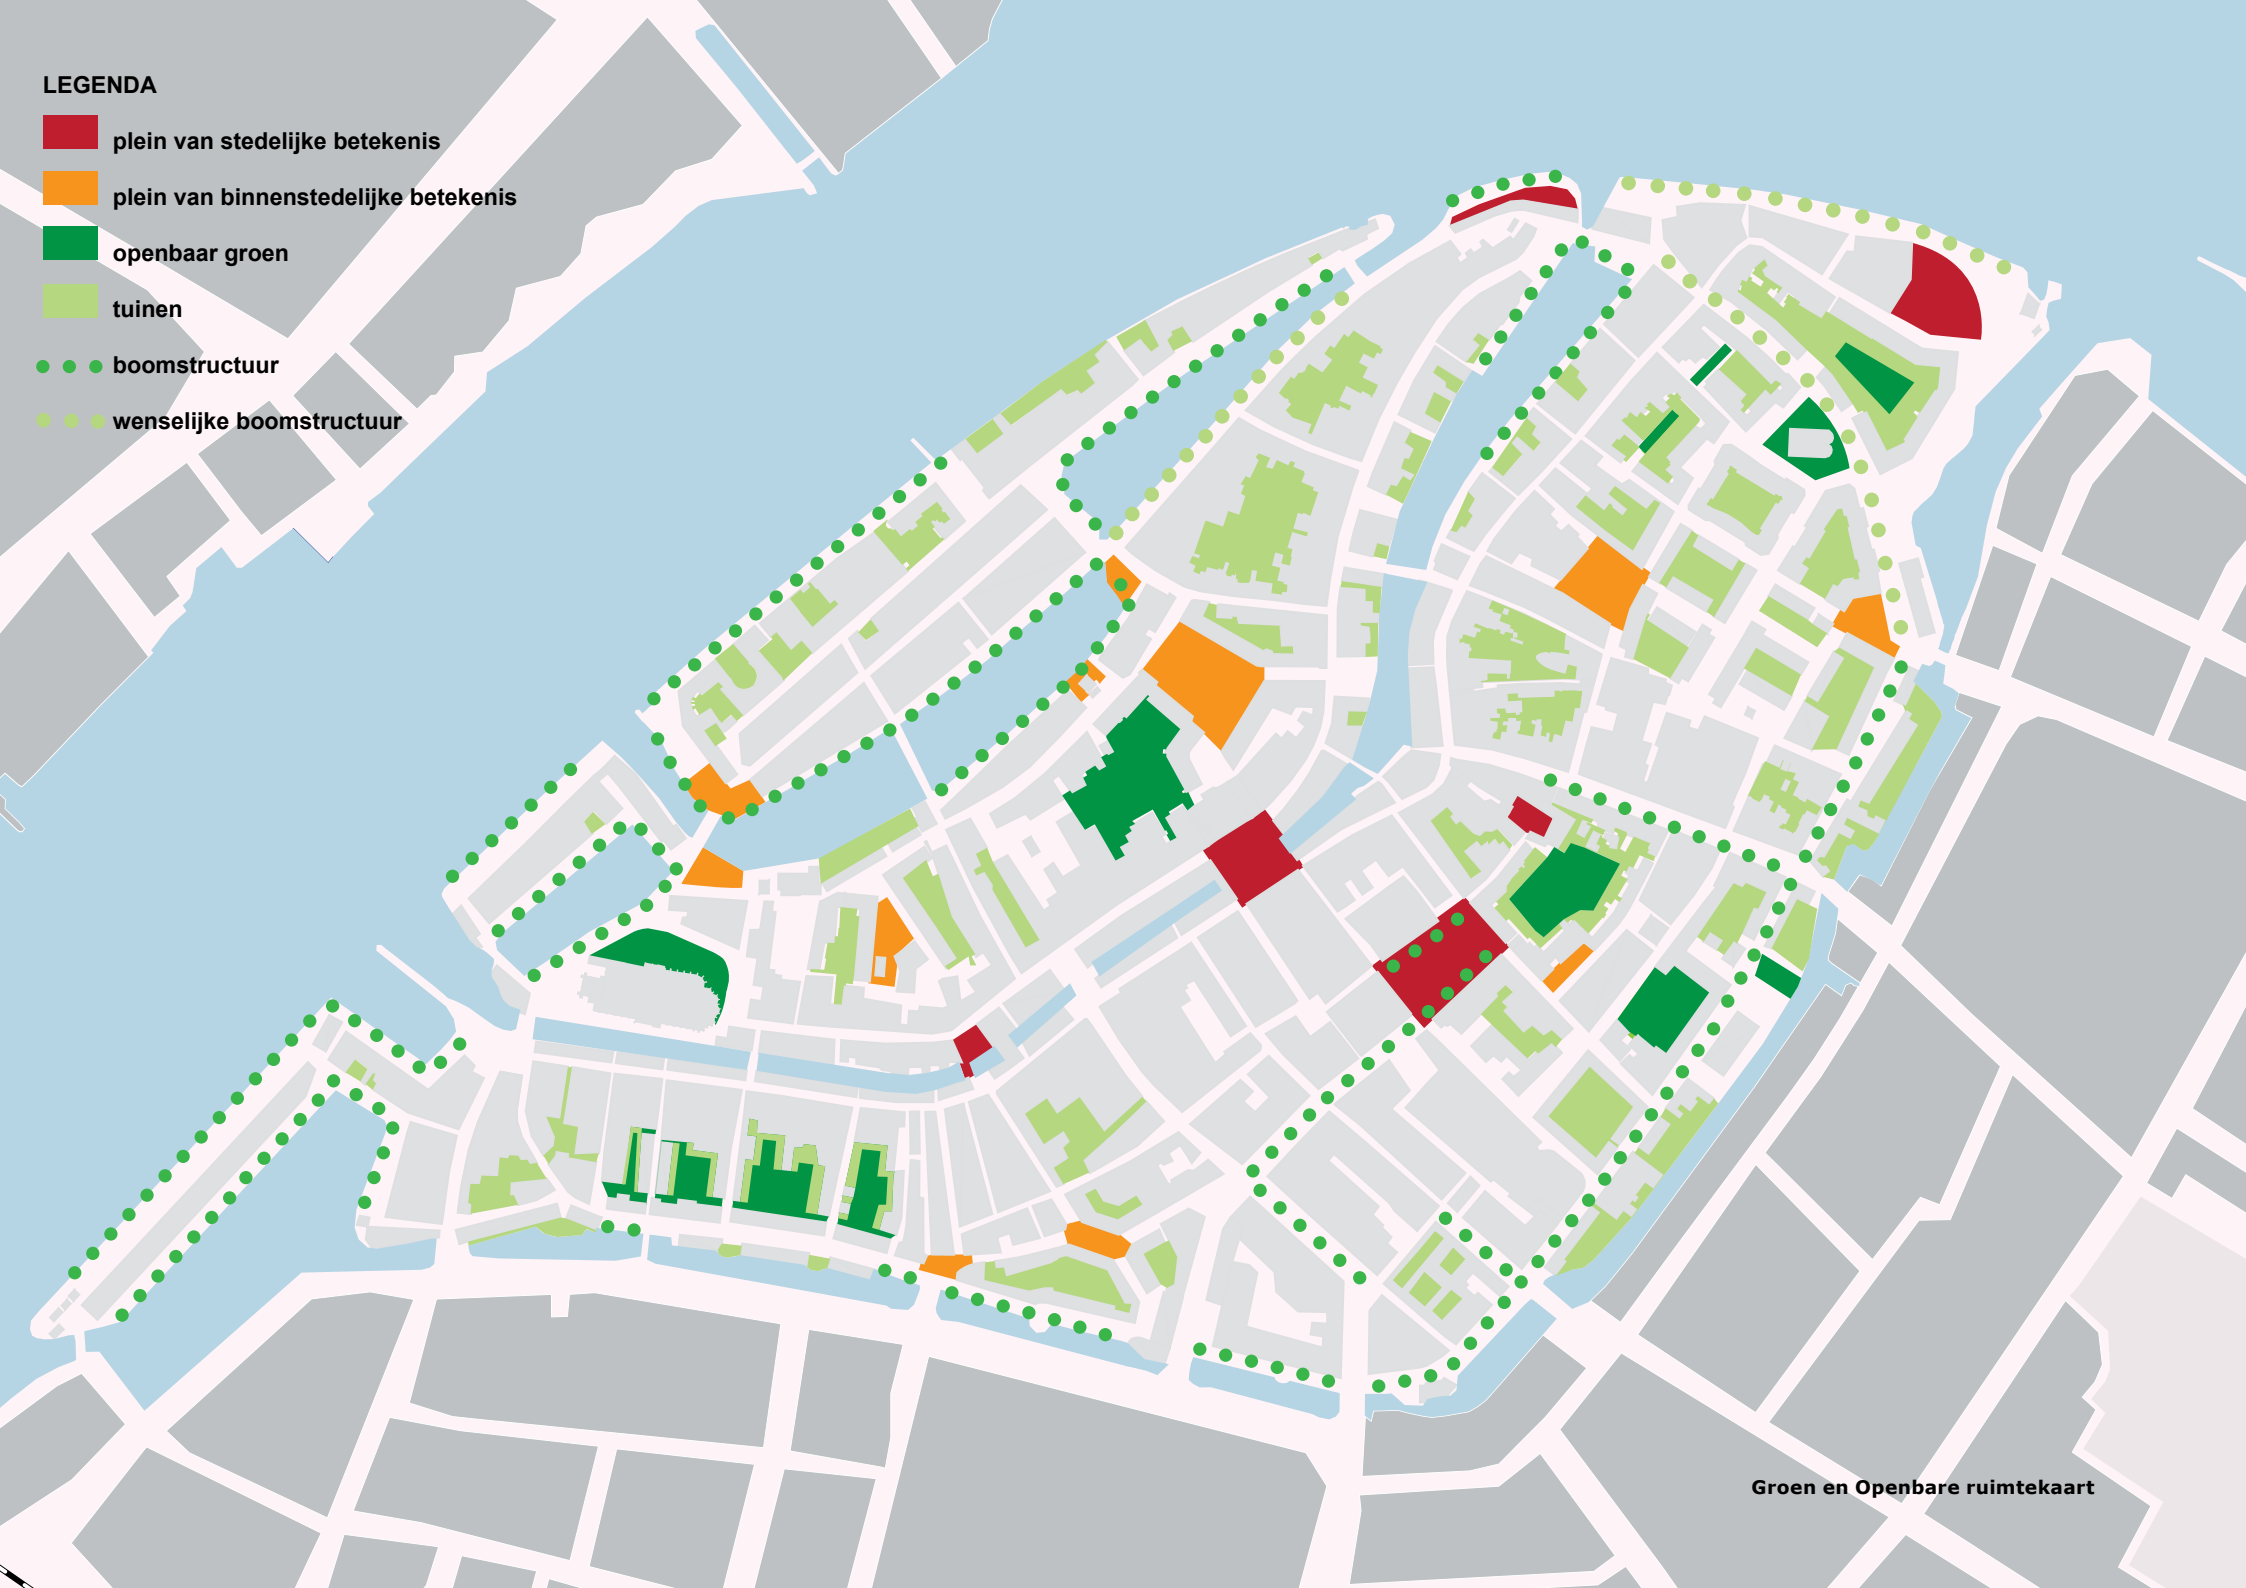 LEGENDA
plein van stedelijke betekenis
plein van binnenstedelijke betekenis
openbaar groen
tuinen
boomstructuur
wenselijke boomstructuur
Groen en Openbare ruimtekaart